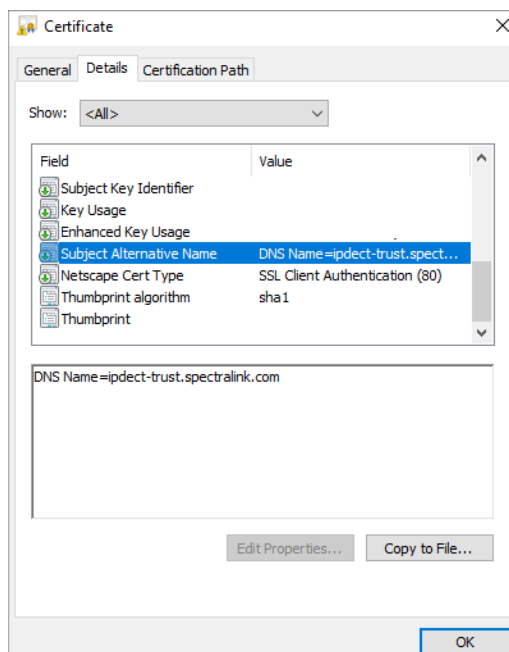 Certificate
General Details Certification Path
Show: <All>
Field Value
Subject Key Identifier
Key Usage
Enhanced Key Usage
Subject Alternative Name DNS Name=ipdect-trust.spect...
Netscape Cert Type SSL Client Authentication (80)
Thumbprint algorithm sha1
Thumbprint
DNS Name=ipdect-trust.spectralink.com
Edit Properties... Copy to File...
OK